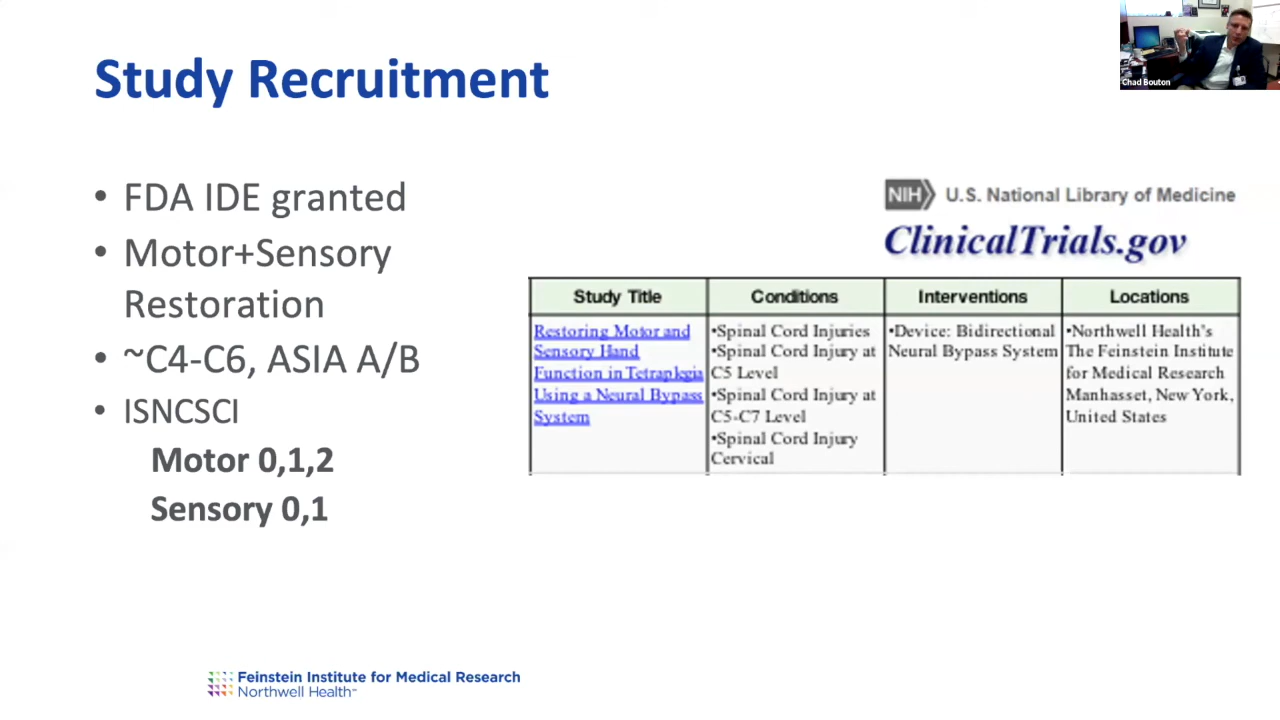 Study Recruitment
Chad Bouton
• FDA IDE granted
• Motor+Sensory
Restoration
• ~C4-C6, ASIA A/B
• ISNCSCI
Motor 0,1,2
Sensory 0,1
NIH U.S. National Library of Medicine
ClinicalTrials.gov
Study Title
Restoring Motor and
Sensory Hand
Function in Tetraplegia
Using a Neural Bypass
System
Conditions
•Spinal Cord Injuries
•Spinal Cord Injury at
C5 Level
•Spinal Cord Injury at
C5-C7 Level
•Spinal Cord Injury
Cervical
Interventions
•Device: Bidirectional
Neural Bypass System
Locations
•Northwell Health's
The Feinstein Institute
for Medical Research
Manhasset, New York,
United States
Feinstein Institute for Medical Research
Northwell Health℠